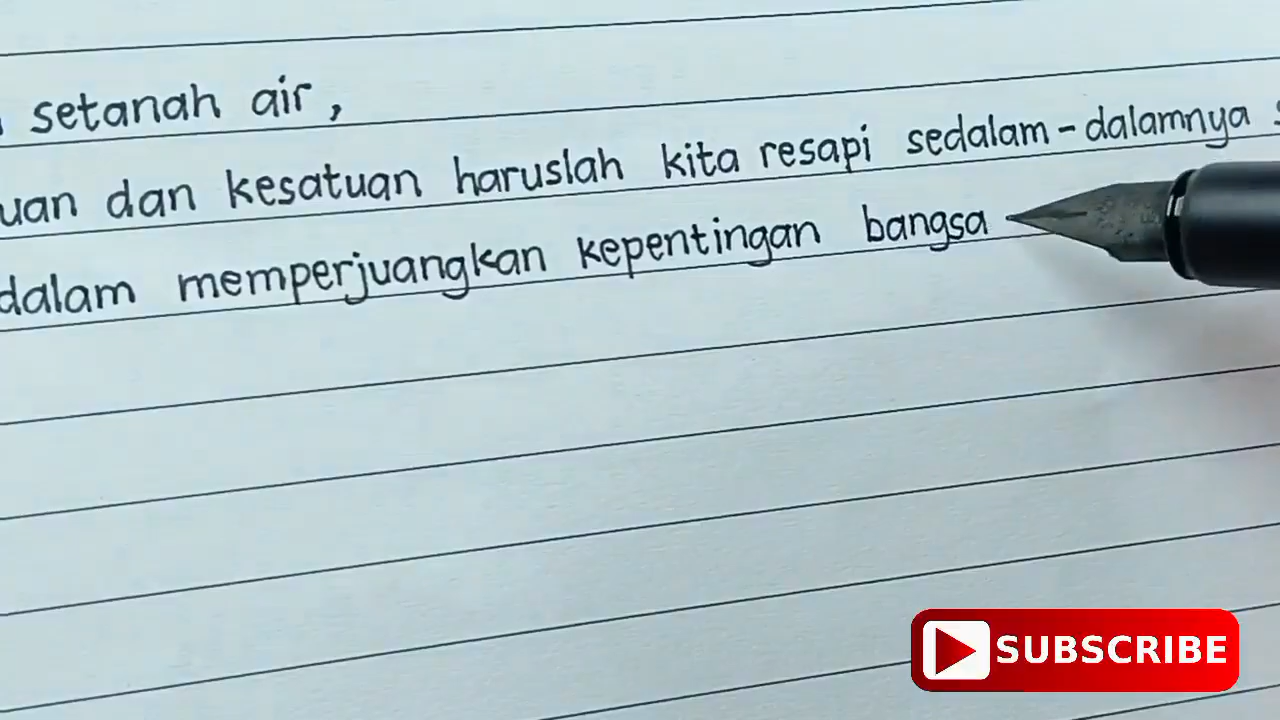 setanah air,
uan dan kesatuan haruslah kita resapi sedalam-dalamnya
dalam memperjuangkan kepentingan bangsa
SUBSCRIBE